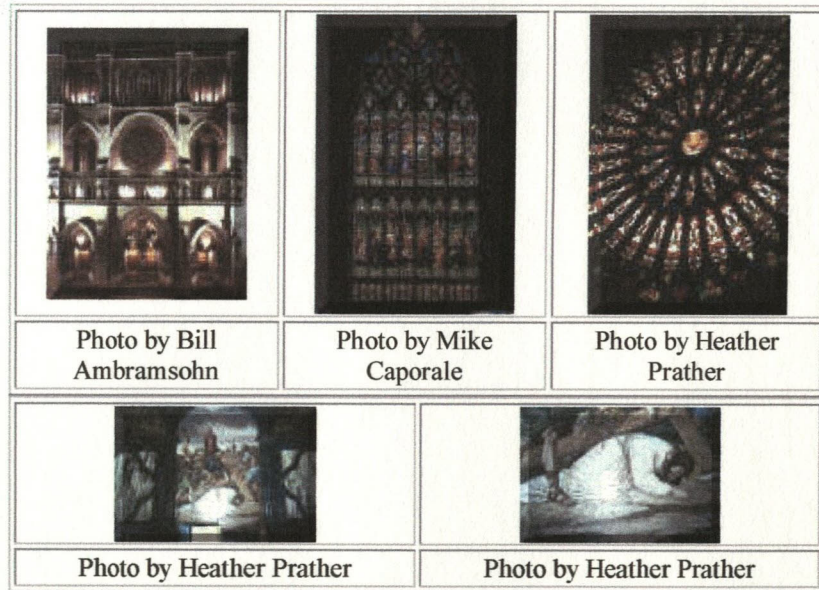 Photo by Bill
Ambramsohn
Photo by Mike
Caporale
Photo by Heather
Prather
Photo by Heather Prather
Photo by Heather Prather